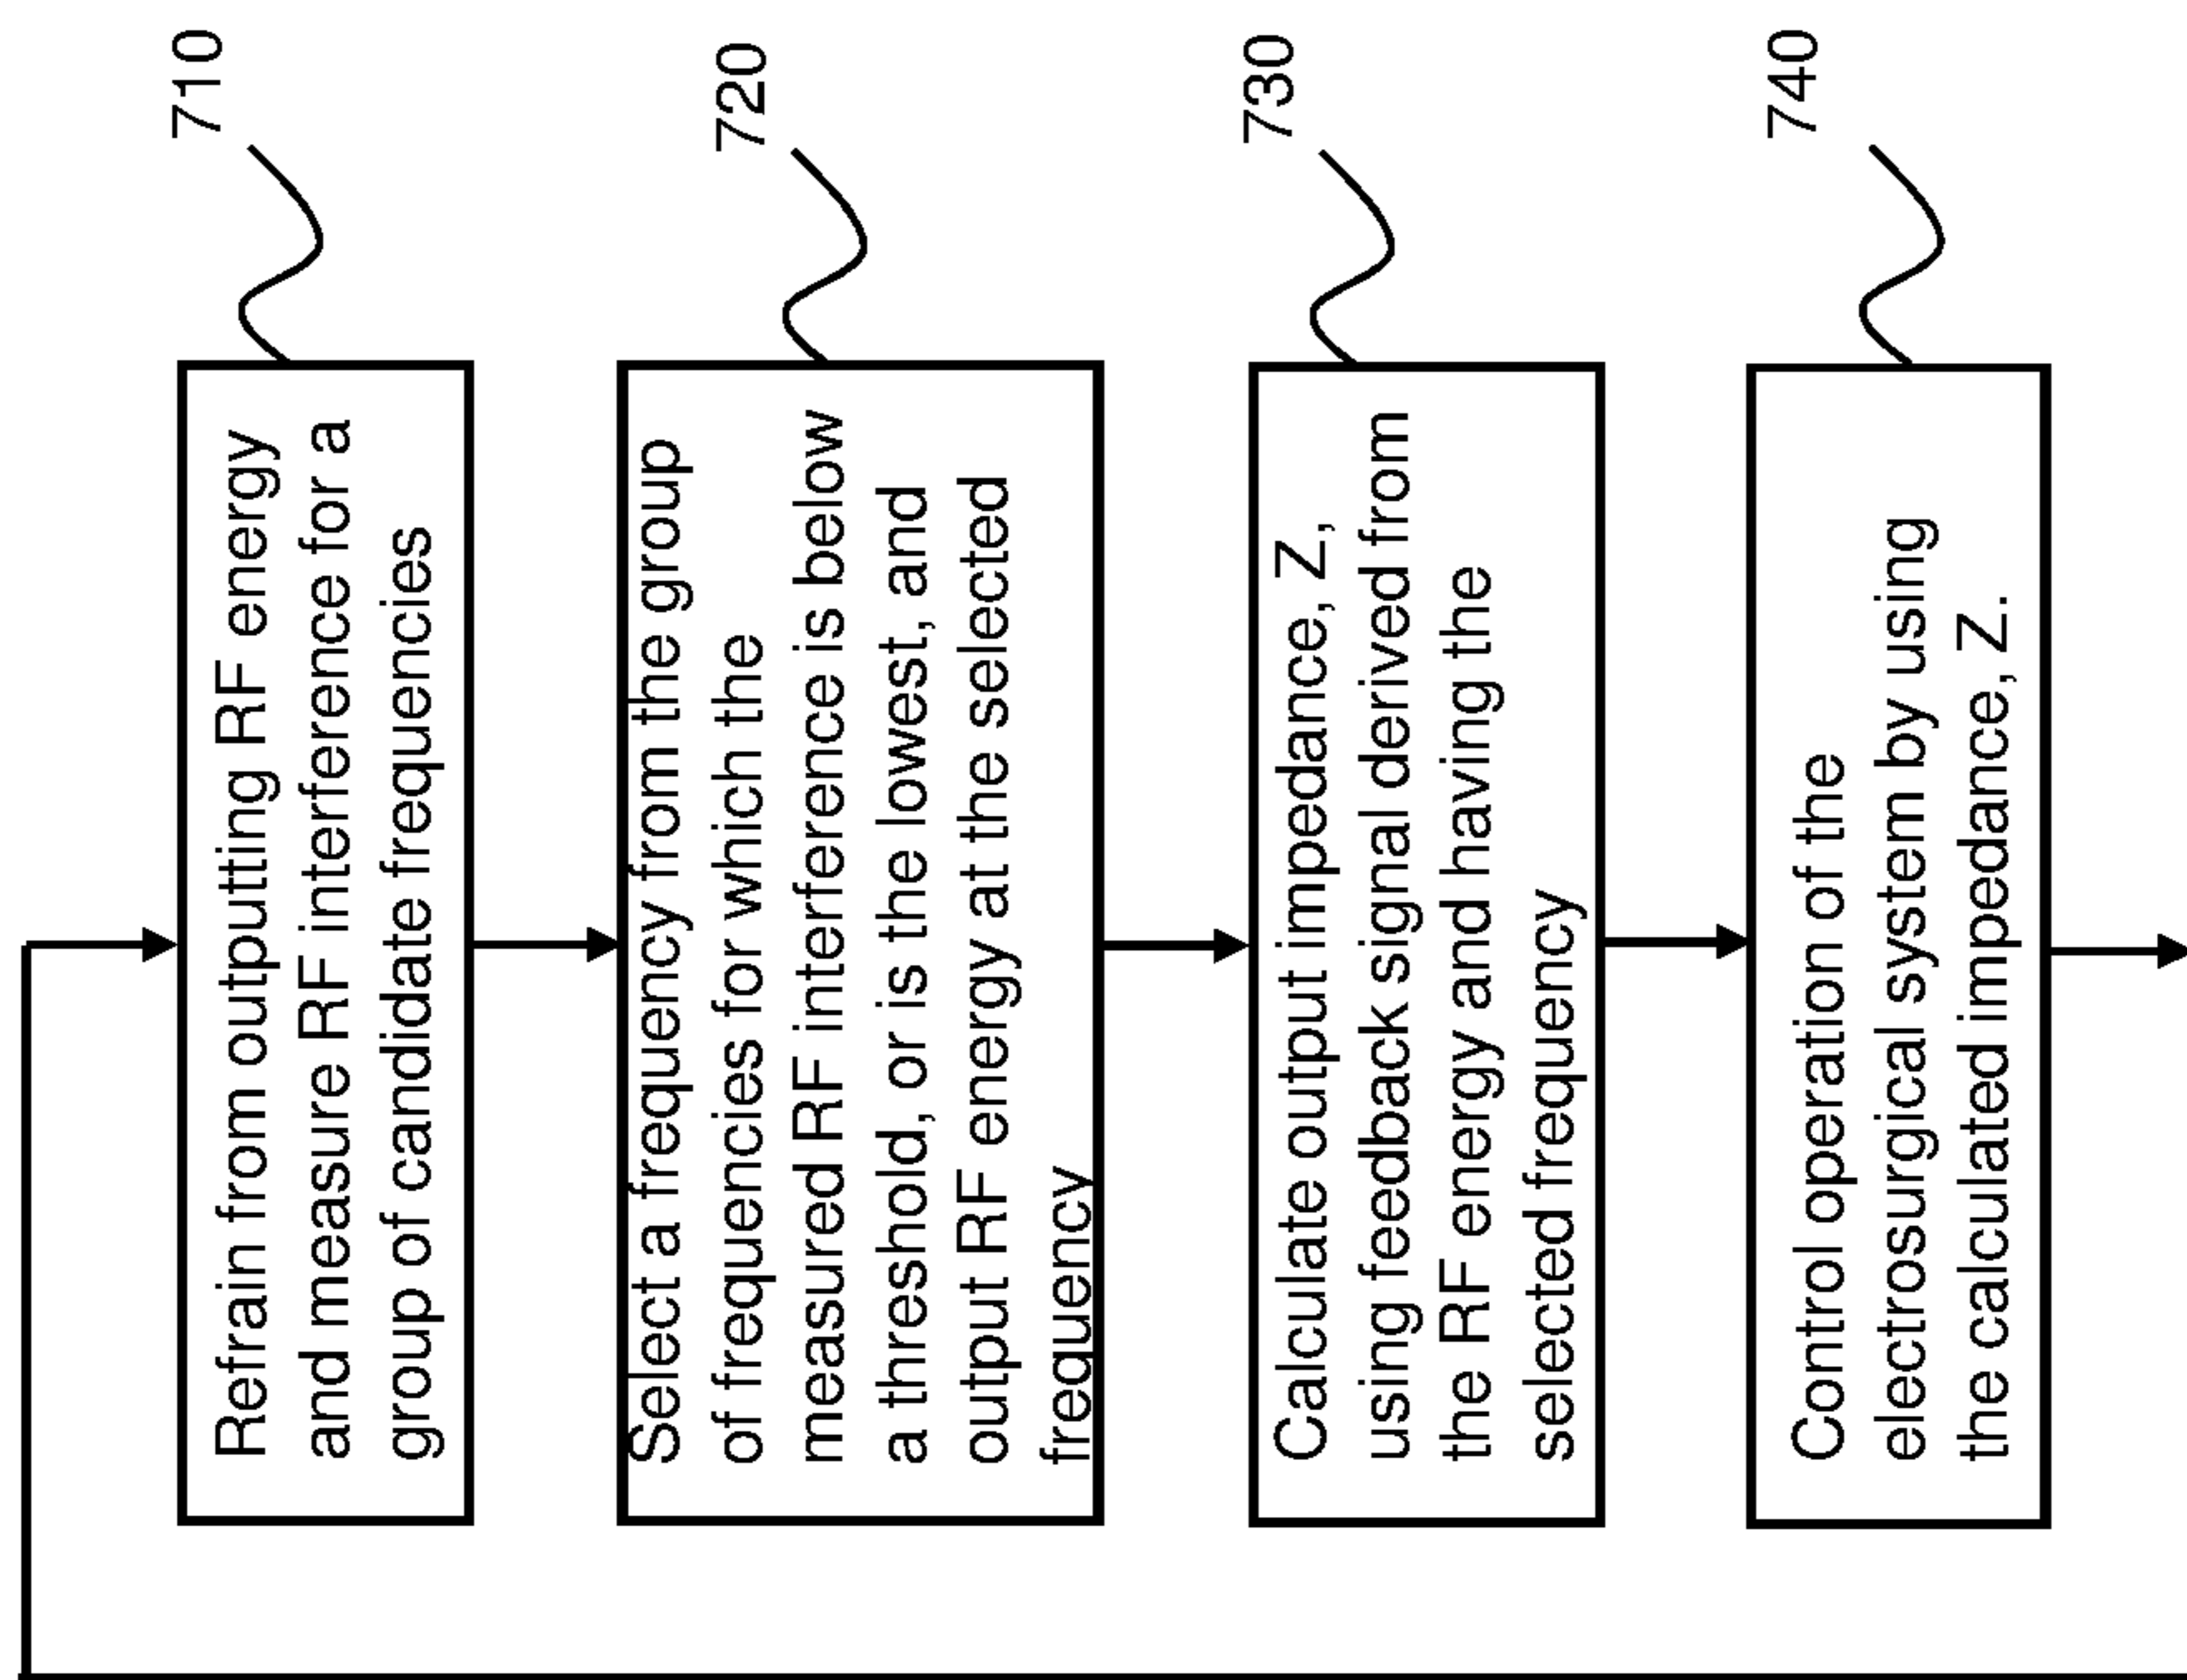 710
Refrain from outputting RF energy
and measure RF interference for a
group of candidate frequencies
720
Select a frequency from the group
of frequencies for which the
measured RF interference is below
a threshold, or is the lowest, and
output RF energy at the selected
frequency
730
Calculate output impedance, Z,
using feedback signal derived from
the RF energy and having the
selected frequency
740
Control operation of the
electrosurgical system by using
the calculated impedance, Z.